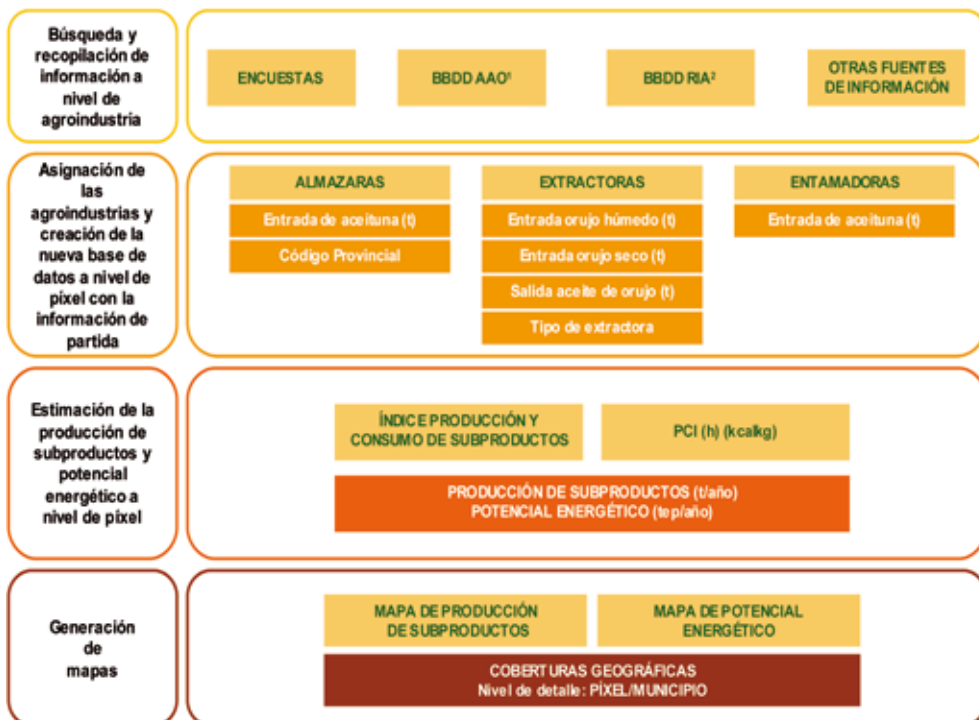 Búsqueda y
recopilación de
información a
nivel de
agroindustria
ENCUESTAS
BBDD AAO¹
BBDD RIA²
OTRAS FUENTES
DE INFORMACIÓN
Asignación de
las
agroindustrias y
creación de la
nueva base de
datos a nivel de
píxel con la
información de
partida
ALMAZARAS
Entrada de aceituna (t)
Código Provincial
EXTRACTORAS
Entrada orujo húmedo (t)
Entrada orujo seco (t)
Salida aceite de orujo (t)
Tipo de extractora
ENTAMADORAS
Entrada de aceituna (t)
Estimación de la
producción de
subproductos y
potencial
energético a
nivel de píxel
ÍNDICE PRODUCCIÓN Y
CONSUMO DE SUBPRODUCTOS
PCI (h) (kcalkg)
PRODUCCIÓN DE SUBPRODUCTOS (t/año)
POTENCIAL ENERGÉTICO (tep/año)
Generación
de
mapas
MAPA DE PRODUCCIÓN
DE SUBPRODUCTOS
MAPA DE POTENCIAL
ENERGÉTICO
COBERTURAS GEOGRÁFICAS
Nivel de detalle: PÍXEL/MUNICIPIO